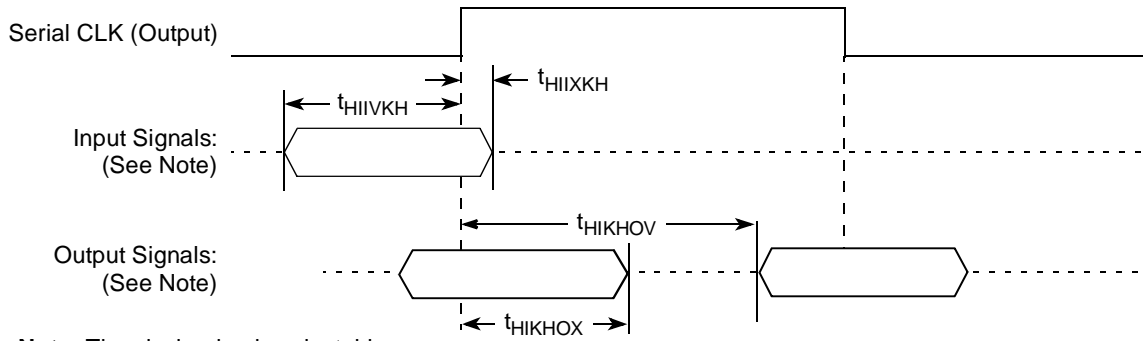 Serial CLK (Output)
tHIIXKH
tHIIVKH
Input Signals:
(See Note)
tHIKHOV
Output Signals:
(See Note)
tHIKHOX